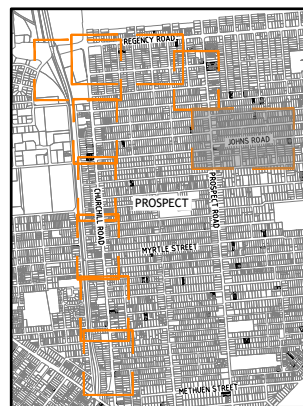 REGENCY ROAD
JOHNS ROAD
CHURCHILL ROAD
PROSPECT ROAD
PROSPECT
MYRTLE STREET
METHUEN STREET